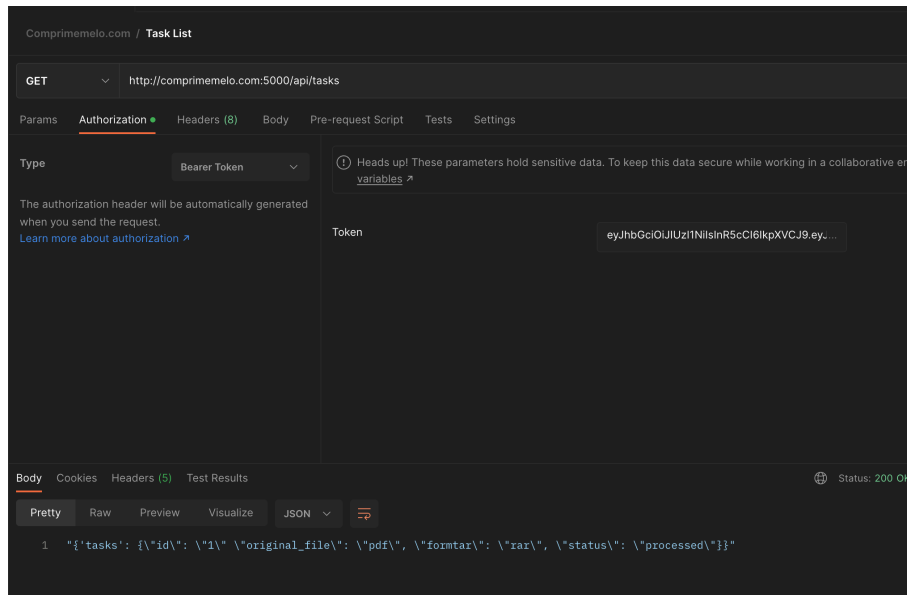 Comprimemelo.com / Task List
GET http://comprimemelo.com:5000/api/tasks
Params Authorization Headers (8) Body Pre-request Script Tests Settings
Type Bearer Token
Heads up! These parameters hold sensitive data. To keep this data secure while working in a collaborative
variables ↗
The authorization header will be automatically generated
when you send the request.
Learn more about authorization ↗
Token
Body Cookies Headers (5) Test Results Status: 200
Pretty Raw Preview Visualize JSON
1 "{'tasks': {\"id\": \"1\" \"original_file\": \"pdf\", \"formtar\": \"rar\", \"status\": \"processed\"}}"